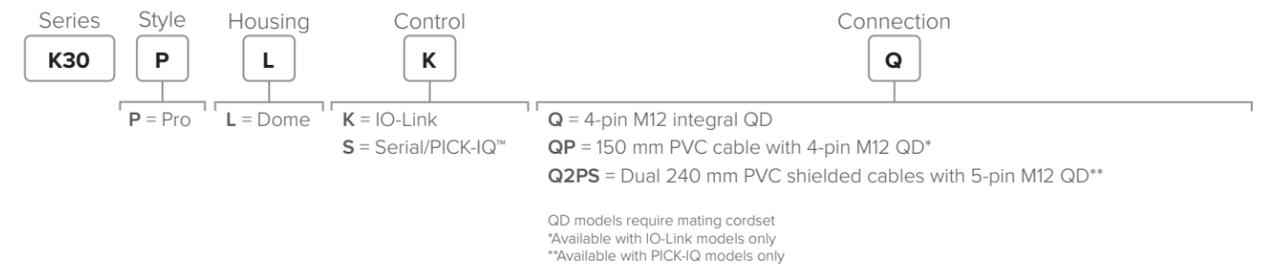 Series Style Housing Control Connection
K30 P L K Q
P = Pro L = Dome K = IO-Link Q = 4-pin M12 integral QD
S = Serial/PICK-IQ™ QP = 150 mm PVC cable with 4-pin M12 QD*
Q2PS = Dual 240 mm PVC shielded cables with 5-pin M12 QD**
QD models require mating cordset
*Available with IO-Link models only
**Available with PICK-IQ models only